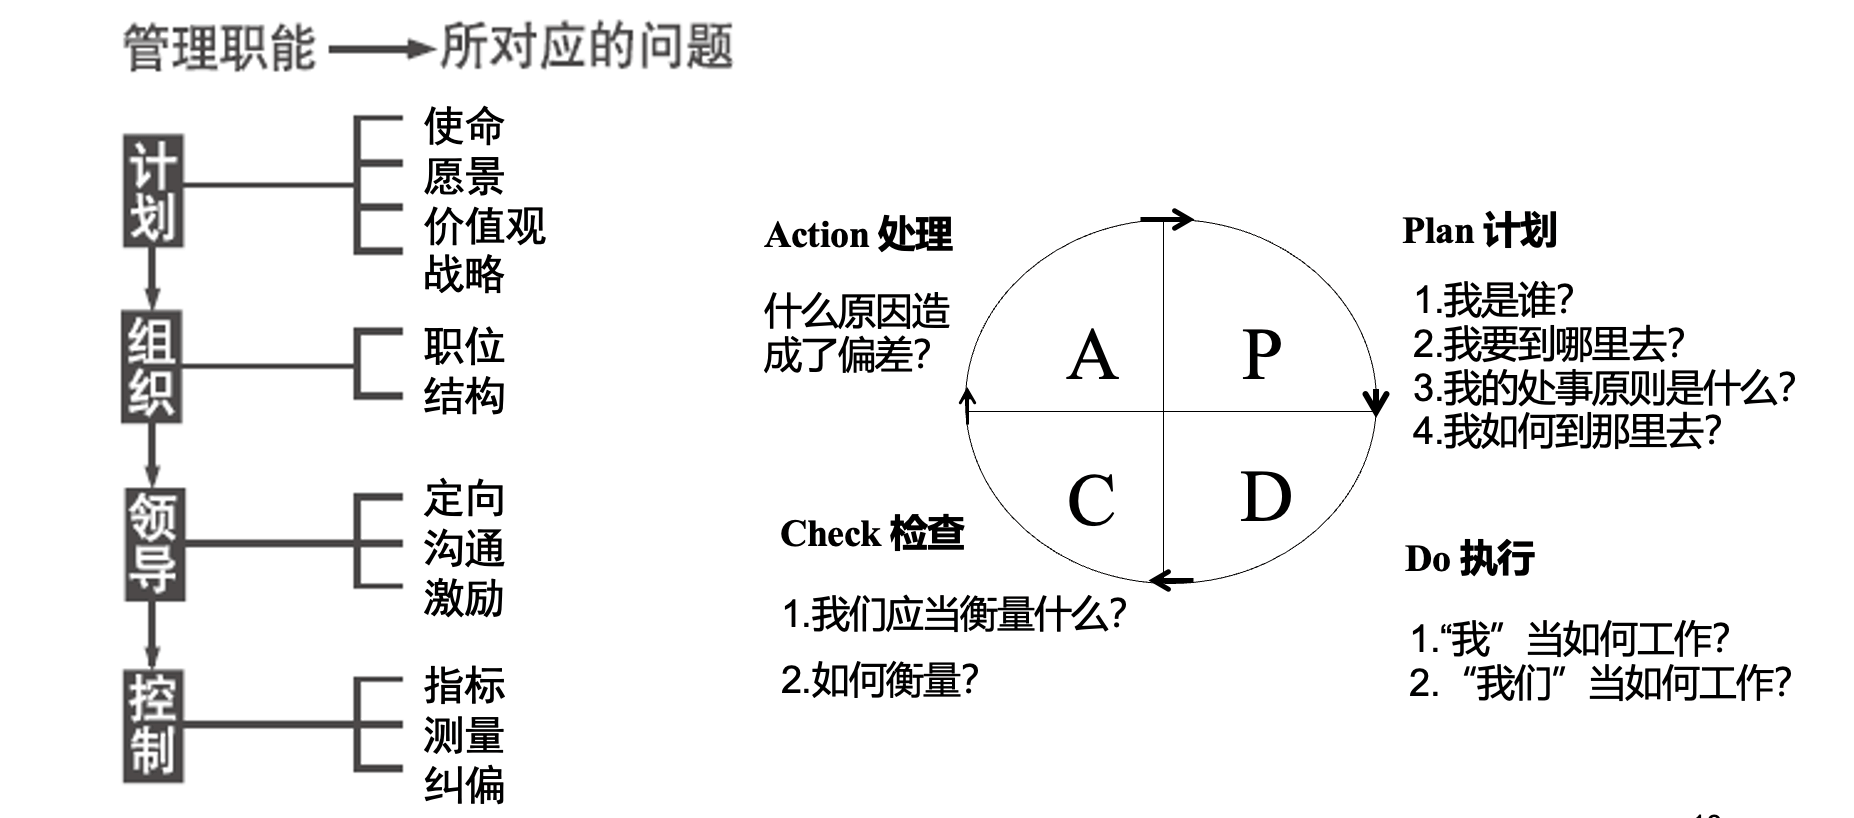 管理职能 所对应的问题
计划
使命
愿景
价值观
战略
组织
职位
结构
领导
定向
沟通
激励
控制
指标
测量
纠偏
Action 处理
什么原因造
成了偏差？
A
P
C
D
Plan 计划
1.我是谁？
2.我要到哪里去？
3.我的处事原则是什么？
4.我如何到那里去？
Check 检查
1.我们应当衡量什么？
2.如何衡量？
Do 执行
1.“我”当如何工作？
2.“我们”当如何工作？